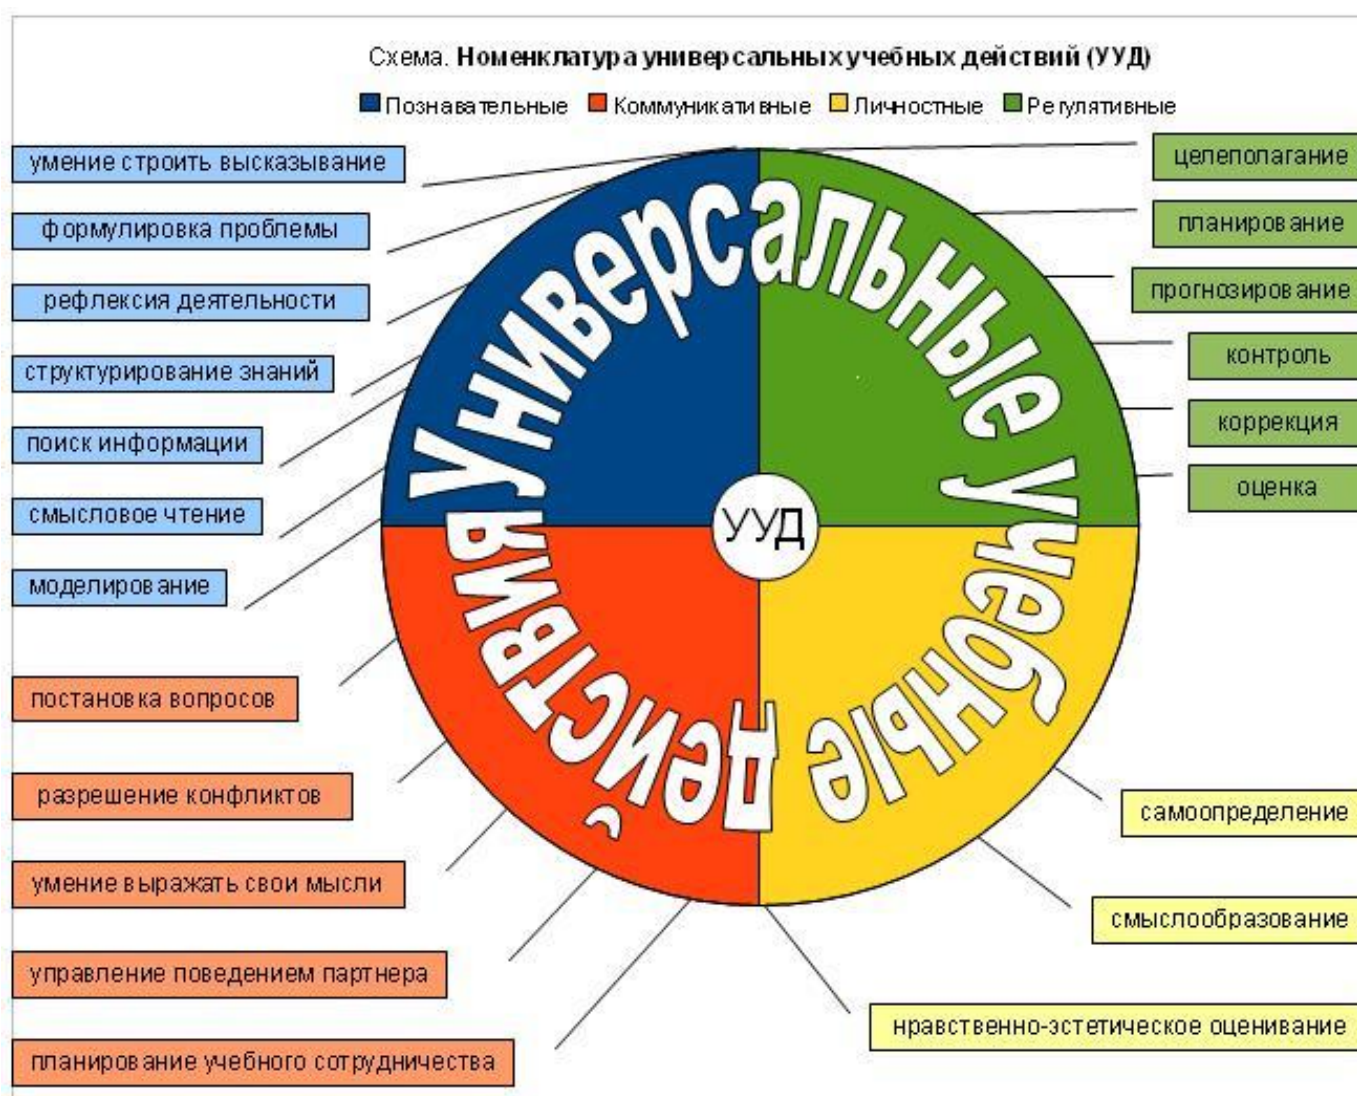 Схема. Номенклатура универсальных учебных действий (УУД)
Познавательные Коммуникативные Личностные Регулятивные
умение строить высказывание
формулировка проблемы
рефлексия деятельности
структурирование знаний
поиск информации
смысловое чтение
моделирование
постановка вопросов
разрешение конфликтов
умение выражать свои мысли
управление поведением партнера
планирование учебного сотрудничества
Универсальные учебные действия
УУД
целеполагание
планирование
прогнозирование
контроль
коррекция
оценка
самоопределение
смыслообразование
нравственно-эстетическое оценивание